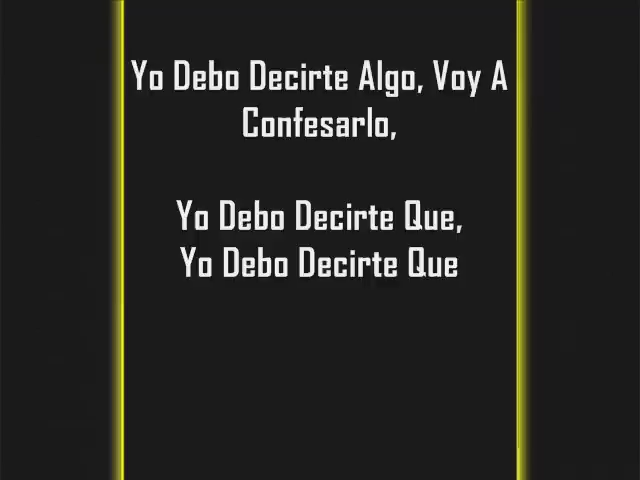 Yo Debo Decirte Algo, Voy A
Confesarlo,
Yo Debo Decirte Que,
Yo Debo Decirte Que